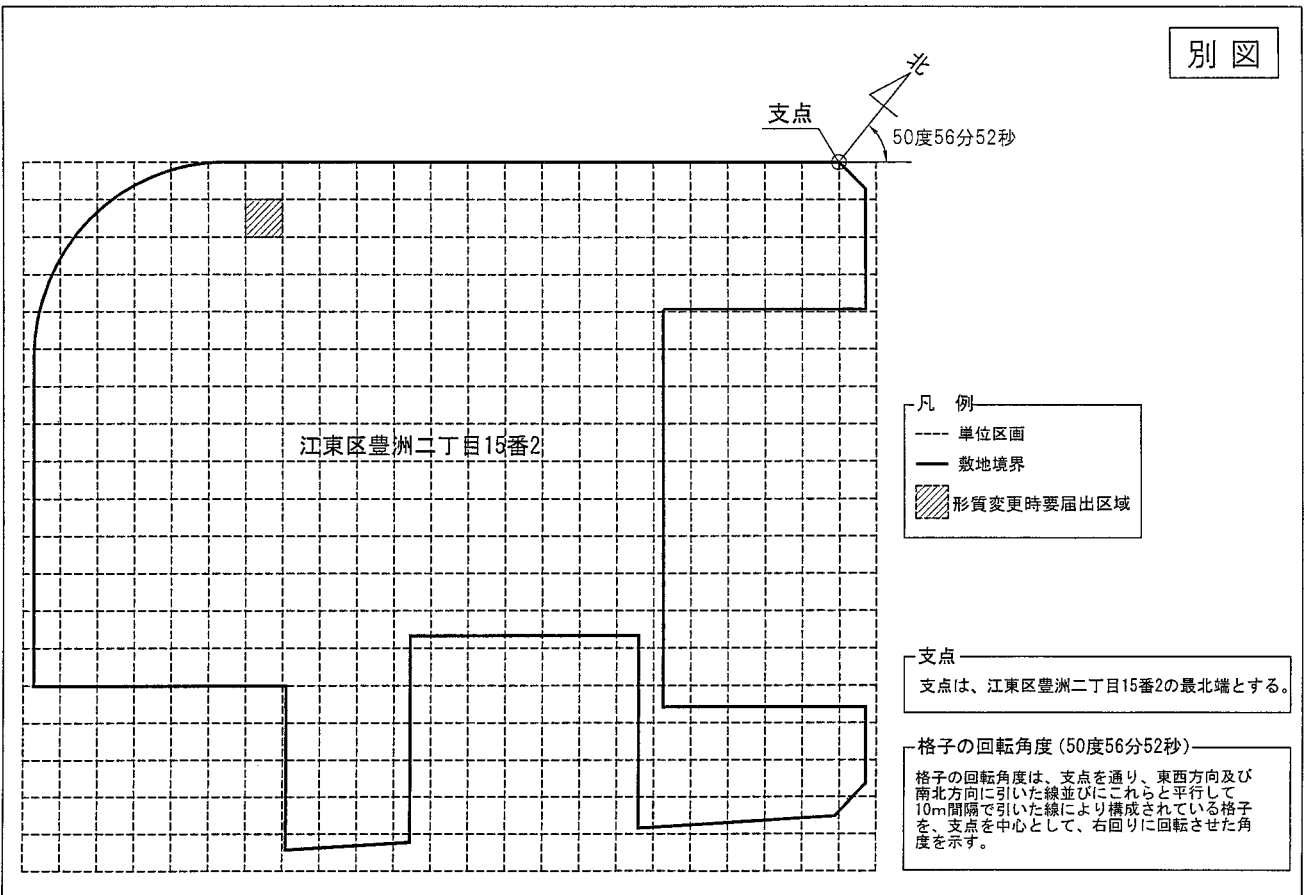 別図
北
支点
50度56分52秒
江東区豊洲二丁目15番2
凡 例
単位区画
敷地境界
形質変更時要届出区域
支点
支点は、江東区豊洲二丁目15番2の最北端とする。
格子の回転角度(50度56分52秒)
格子の回転角度は、支点を通り、東西方向及び
南北方向に引いた線並びにこれらと平行して
10m間隔で引いた線により構成されている格子
を、支点を中心として、右回りに回転させた角
度を示す。